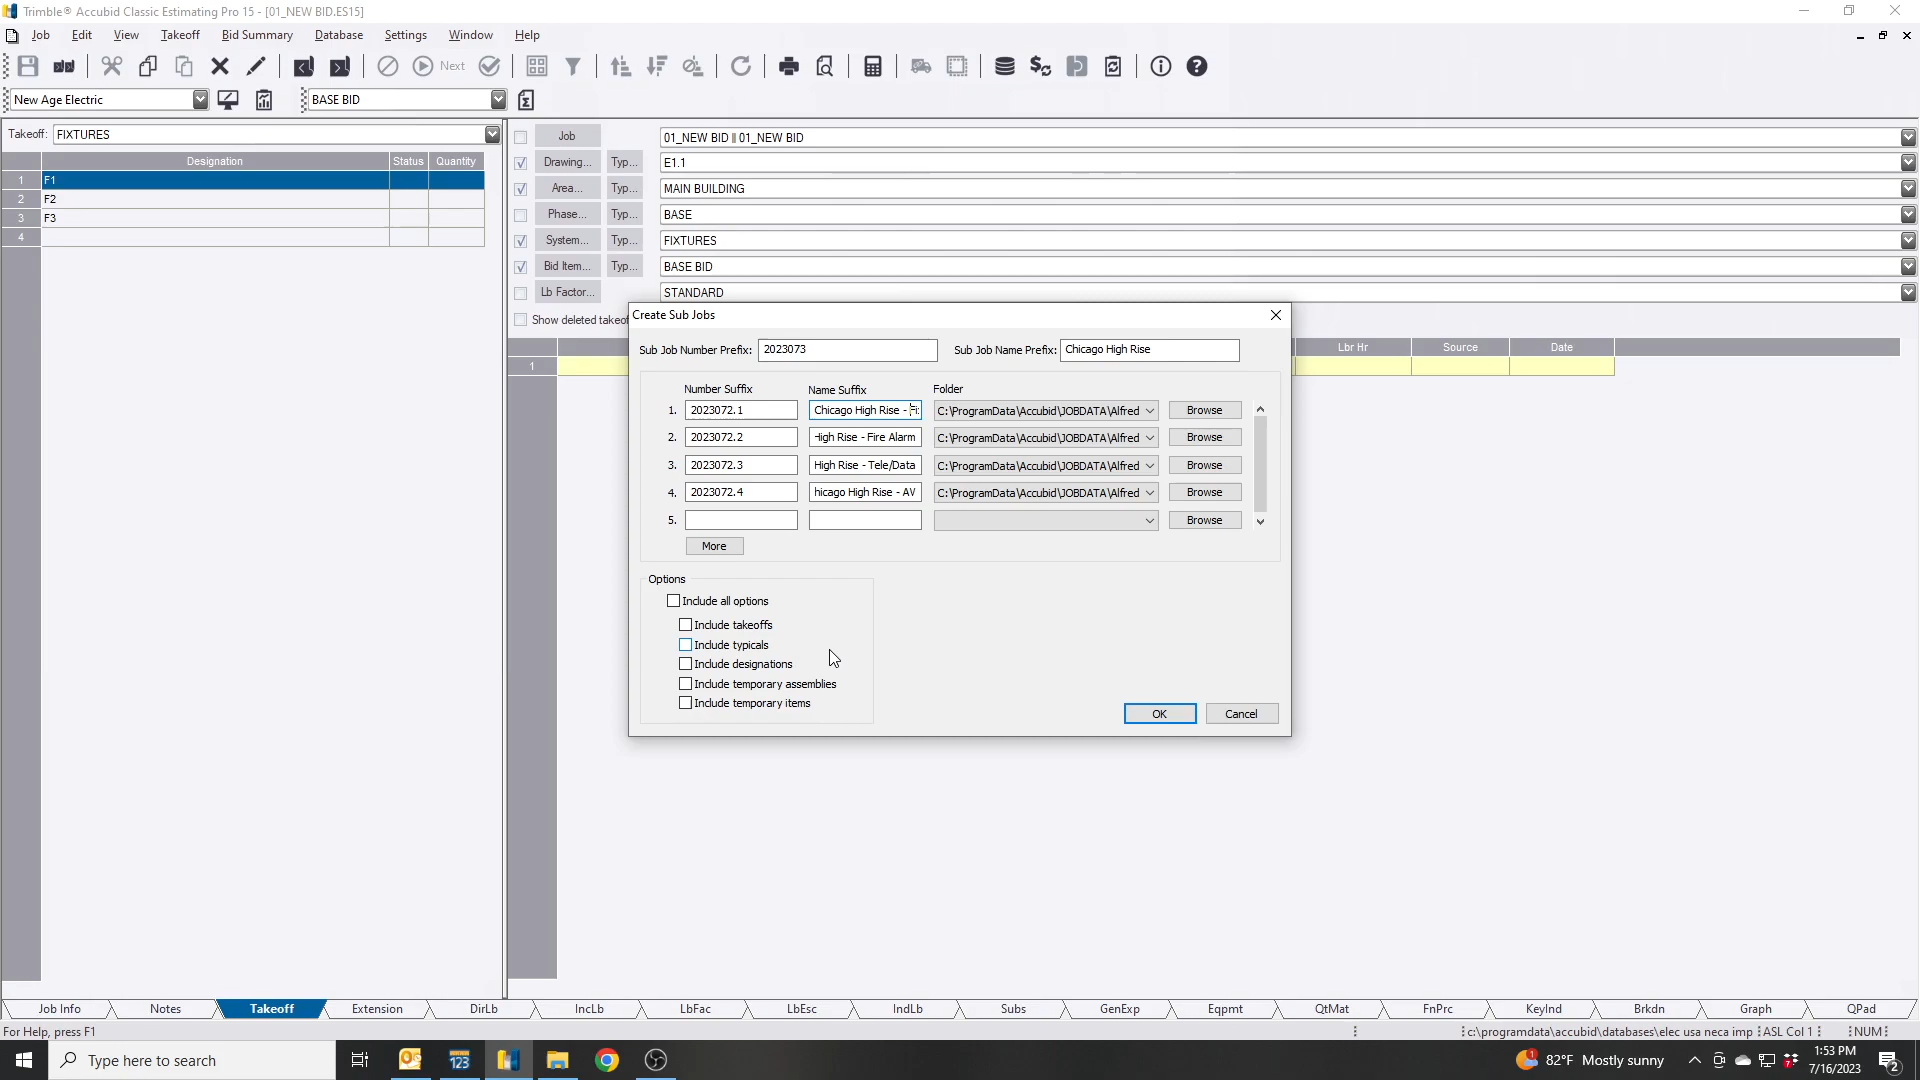 Trimble® Accubid Classic Estimating Pro 15 - [01_NEW BID.ES15]
Job Edit View Takeoff Bid Summary Database Settings Window Help
Next
New Age Electric BASE BID
Takeoff: FIXTURES
Designation Status Quantity
1 F1
2 F2
3 F3
4
Job 01_NEW BID || 01_NEW BID
Drawing... Typ... E1.1
Area... Typ... MAIN BUILDING
Phase... Typ... BASE
System... Typ... FIXTURES
Bid Item... Typ... BASE BID
Lb Factor... STANDARD
Show deleted takeof
Lbr Hr Source Date
1
Create Sub Jobs
Sub Job Number Prefix: 2023073 Sub Job Name Prefix: Chicago High Rise
Number Suffix Name Suffix Folder
1. 2023072.1 Chicago High Rise - C:\ProgramData\Accubid\JOBDATA\Alfred Browse
2. 2023072.2 High Rise - Fire Alarm C:\ProgramData\Accubid\JOBDATA\Alfred Browse
3. 2023072.3 High Rise - Tele/Data C:\ProgramData\Accubid\JOBDATA\Alfred Browse
4. 2023072.4 hicago High Rise - AV C:\ProgramData\Accubid\JOBDATA\Alfred Browse
5. Browse
More
Options
Include all options
Include takeoffs
Include typicals
Include designations
Include temporary assemblies
Include temporary items
OK Cancel
Job Info Notes Takeoff Extension DirLb IncLb LbFac LbEsc IndLb Subs GenExp Eqpmt QtMat FnPrc KeyInd Brkdn Graph QPad
For Help, press F1 c:\programdata\accubid\databases\elec usa neca imp ASL Col 1 NUM
Type here to search 123 82°F Mostly sunny 7 1:53 PM
7/16/2023 2